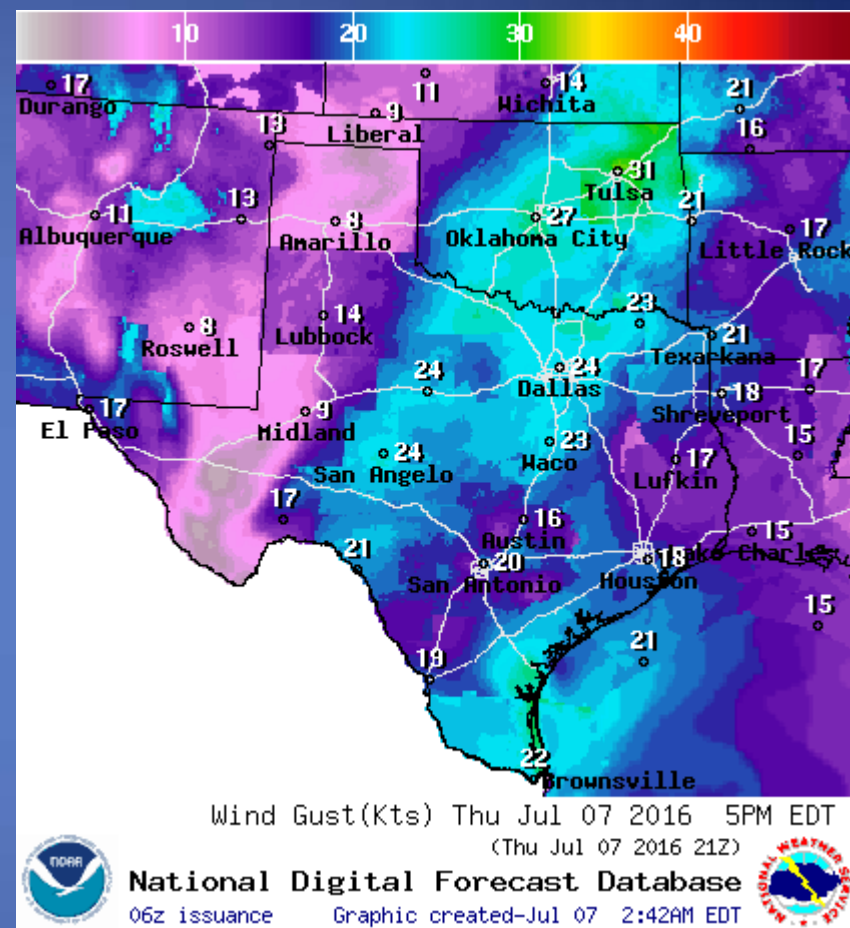 10 20 30 40
17
Durango
11
14
Wichita
21
9
Liberal
13
16
31
Tulsa
11
Albuquerque
13
8
Amarillo
27
Oklahoma City
21
17
Little Rock
8
Roswell
14
Lubbock
23
21
Texarkana
24
24
Dallas
18
Shreveport
17
17
El Paso
9
Midland
24
San Angelo
23
Waco
17
Lufkin
15
17
16
Austin
15
21
20
San Antonio
18
Houston
15
21
19
22
Brownsville
Wind Gust(Kts) Thu Jul 07 2016 5PM EDT
(Thu Jul 07 2016 21Z)
NOAA
National Digital Forecast Database
06z issuance Graphic created-Jul 07 2:42AM EDT
NATIONAL WEATHER SERVICE